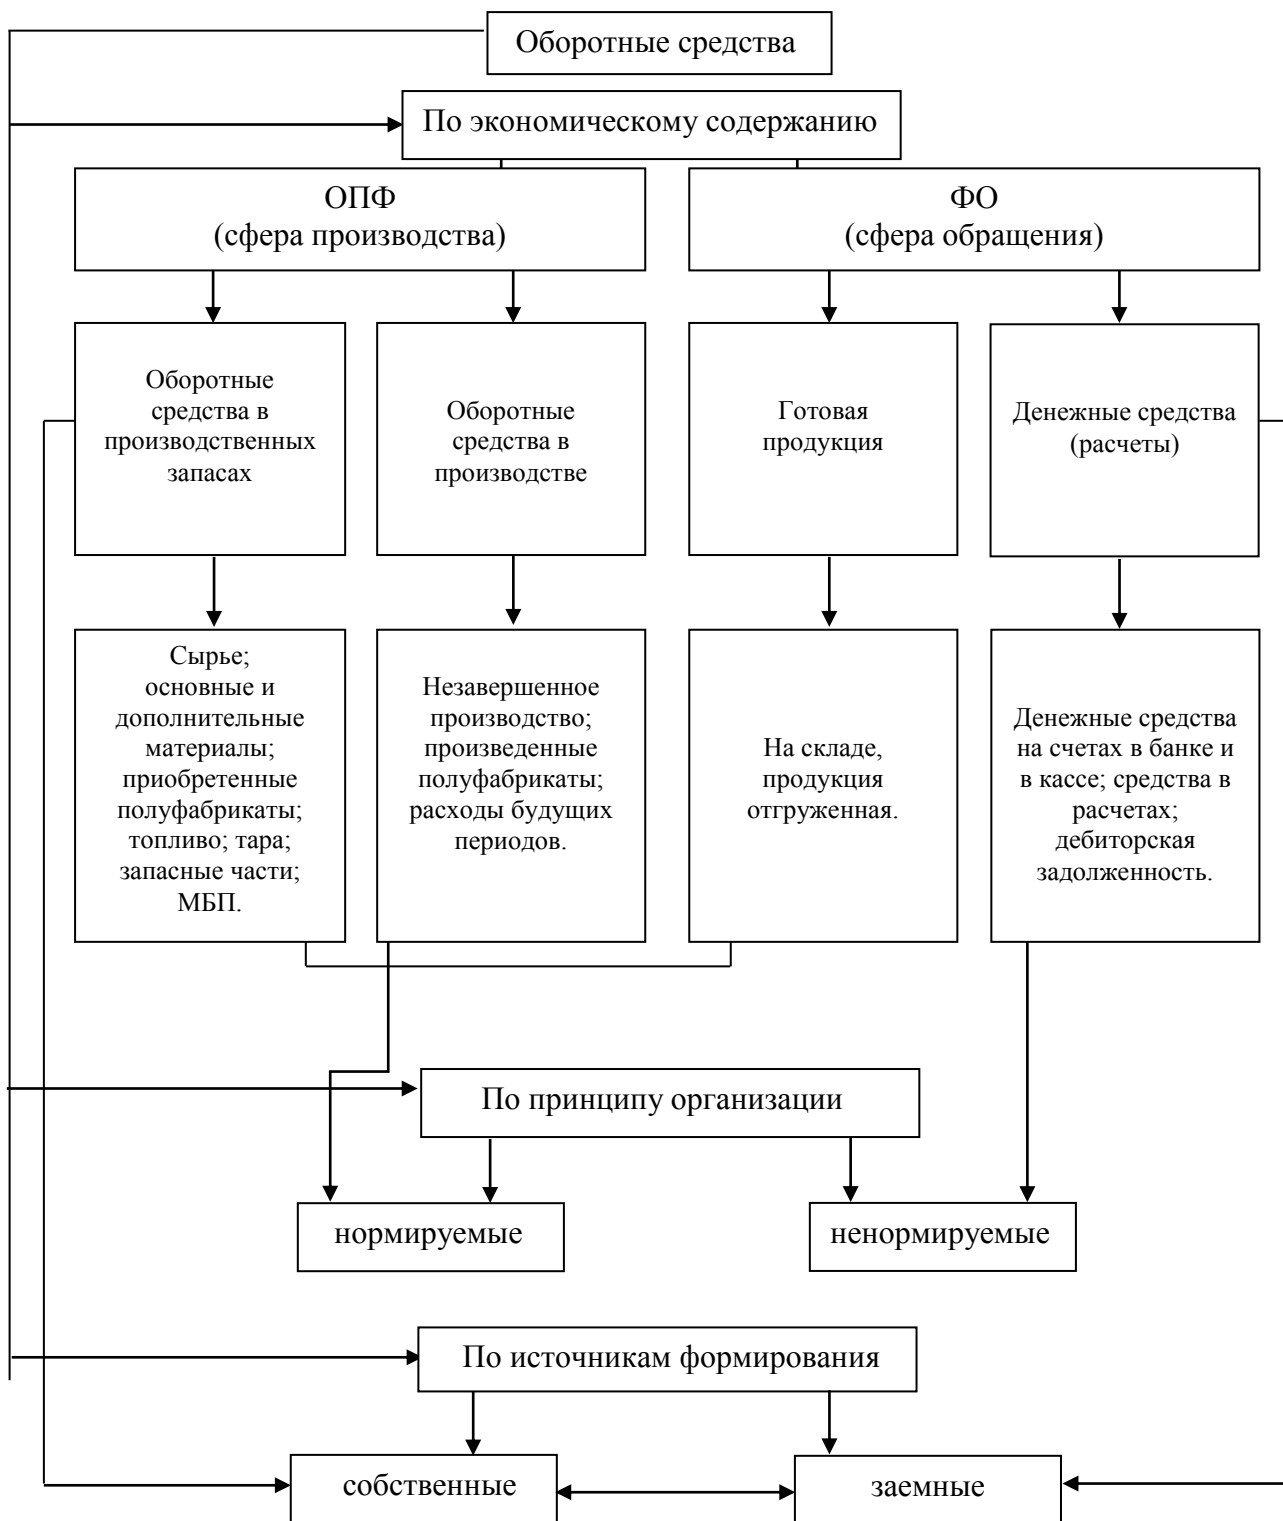 Оборотные средства
По экономическому содержанию
ОПФ
(сфера производства)
ФО
(сфера обращения)
Оборотные
средства в
производственных
запасах
Оборотные
средства в
производстве
Готовая
продукция
Денежные средства
(расчеты)
Сырье;
основные и
дополнительные
материалы;
приобретенные
полуфабрикаты;
топливо; тара;
запасные части;
МБП.
Незавершенное
производство;
произведенные
полуфабрикаты;
расходы будущих
периодов.
На складе,
продукция
отгруженная.
Денежные средства
на счетах в банке и
в кассе; средства в
расчетах;
дебиторская
задолженность.
По принципу организации
нормируемые
ненормируемые
По источникам формирования
собственные
заемные